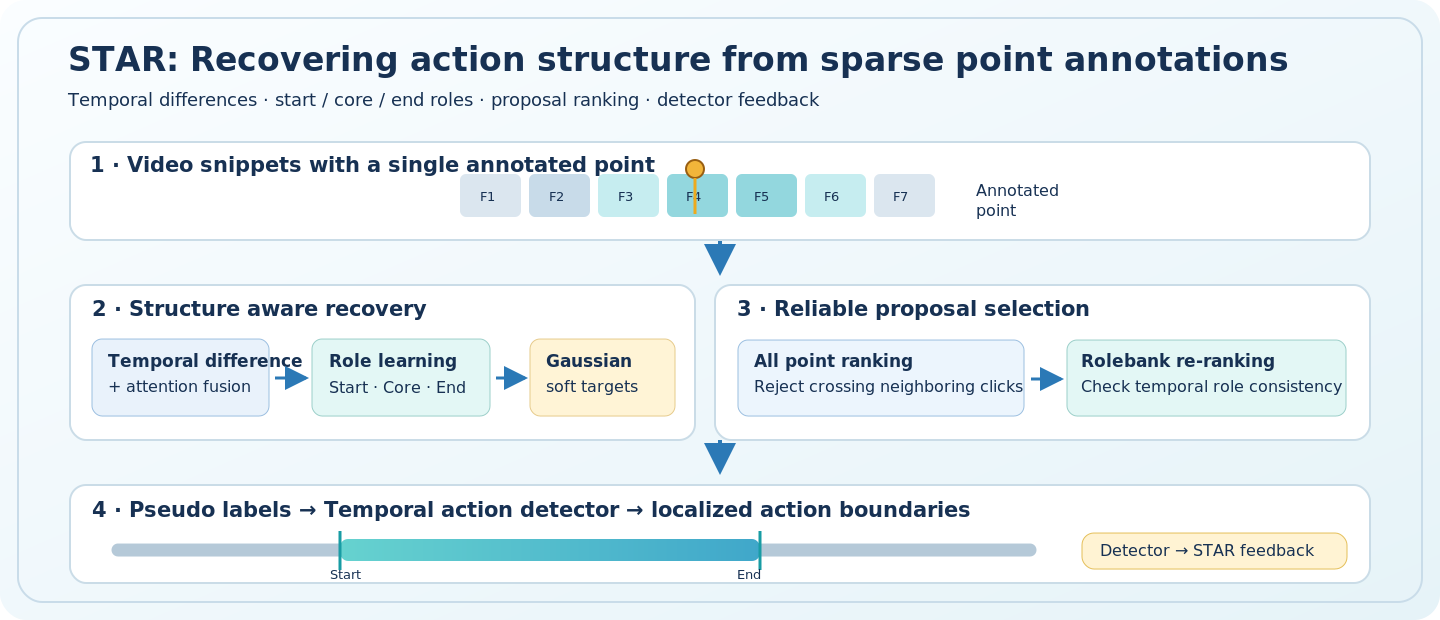 STAR: Recovering action structure from sparse point annotations
Temporal differences · start / core / end roles · proposal ranking · detector feedback
1 · Video snippets with a single annotated point
F1 F2 F3 F4 F5 F6 F7
Annotated
point
2 · Structure aware recovery
Temporal difference
+ attention fusion
Role learning
Start · Core · End
Gaussian
soft targets
3 · Reliable proposal selection
All point ranking
Reject crossing neighboring clicks
Rolebank re-ranking
Check temporal role consistency
4 · Pseudo labels → Temporal action detector → localized action boundaries
Start
End
Detector → STAR feedback